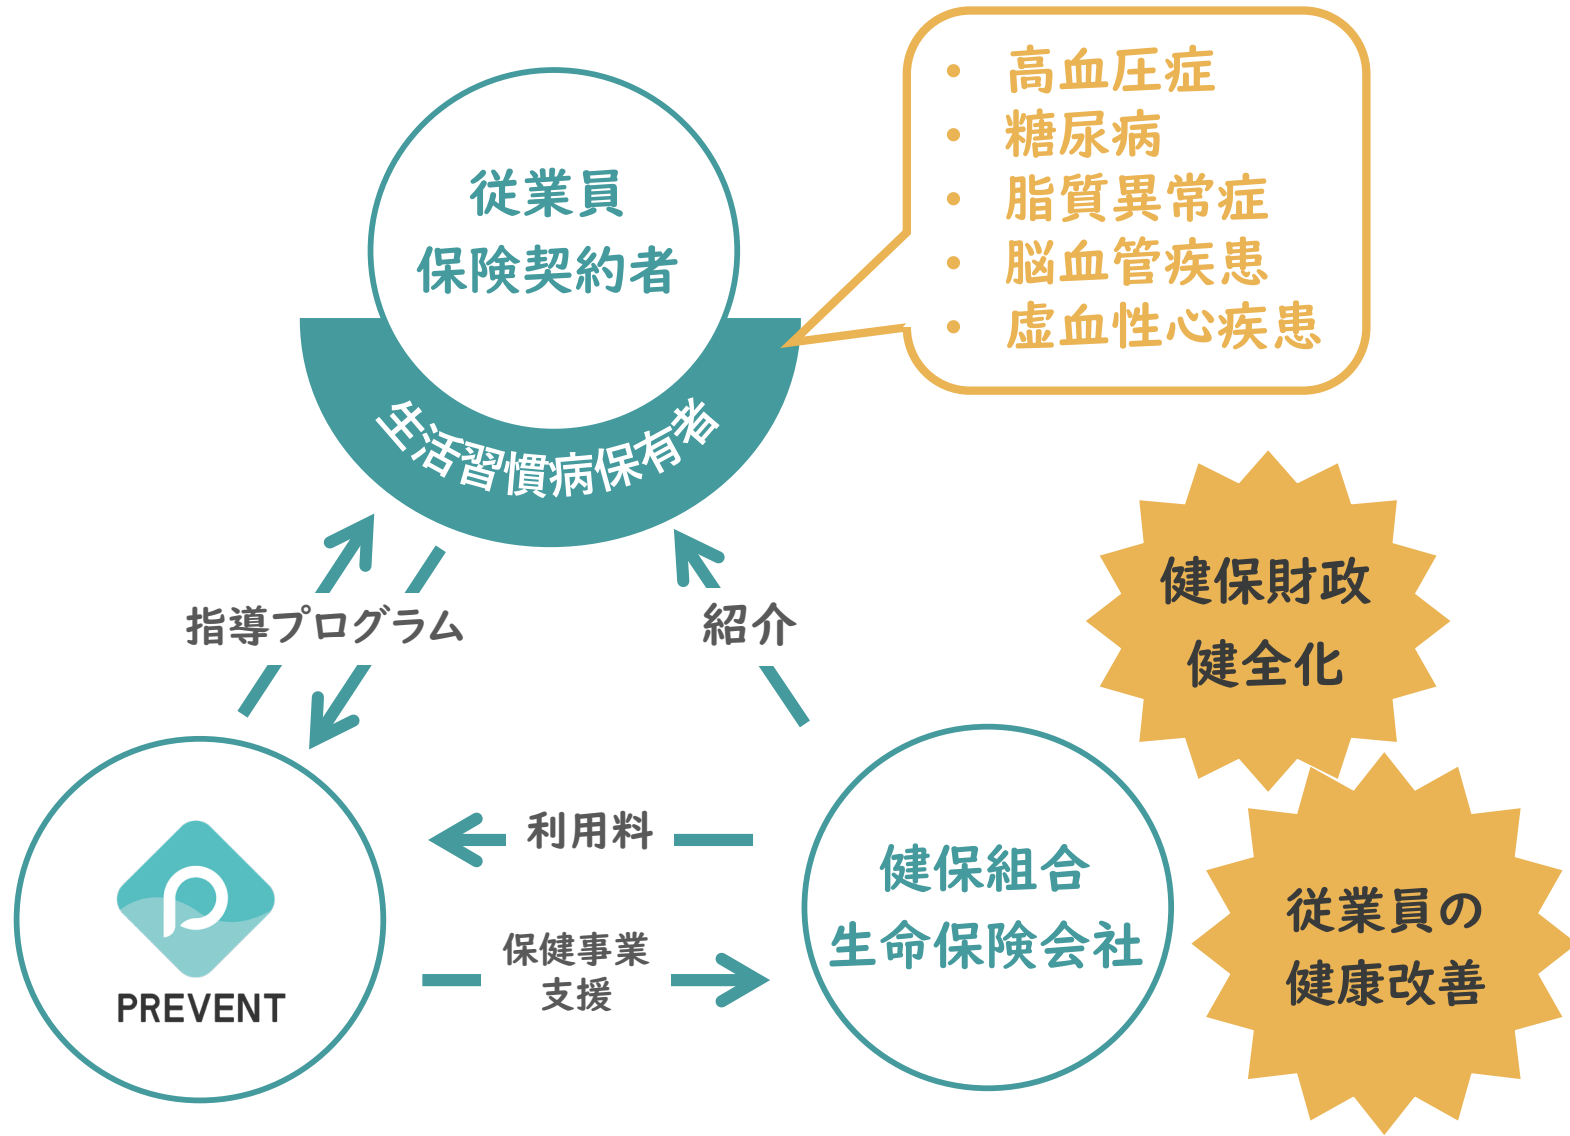 従業員
保険契約者
生活習慣病保有者
• 高血圧症
• 糖尿病
• 脂質異常症
• 脳血管疾患
• 虚血性心疾患
指導プログラム
紹介
健保財政
健全化
利用料
保健事業
支援
PREVENT
健保組合
生命保険会社
従業員の
健康改善